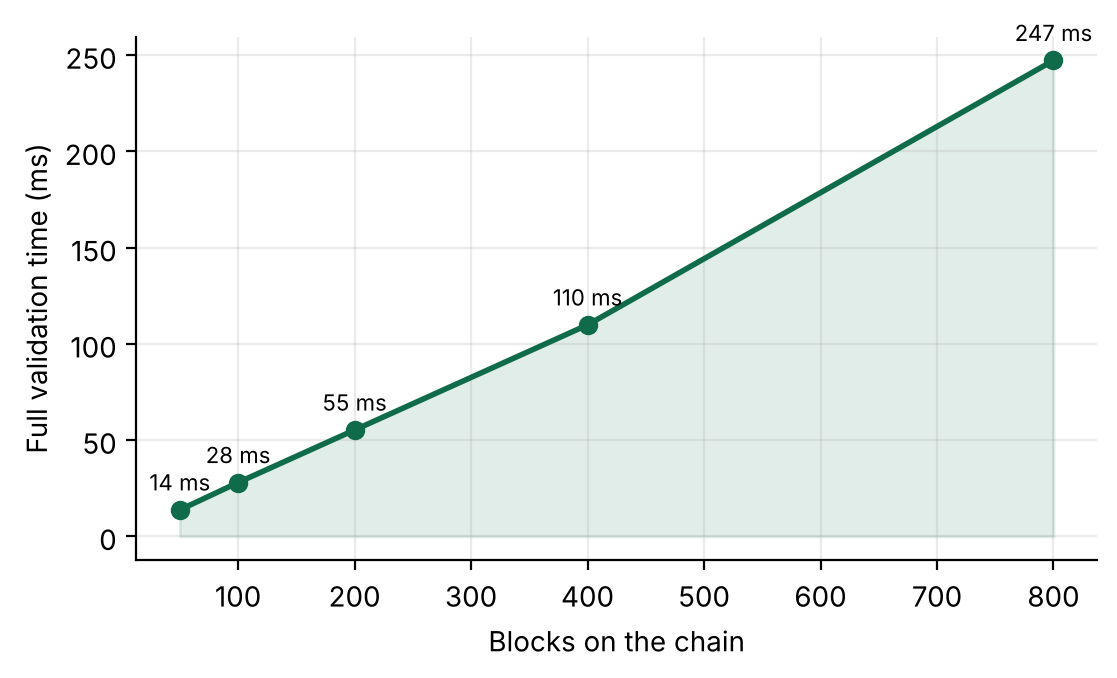 247 ms
250
200
150
110 ms
100
55 ms
50
28 ms
14 ms
0
Full validation time (ms)
100 200 300 400 500 600 700 800
Blocks on the chain